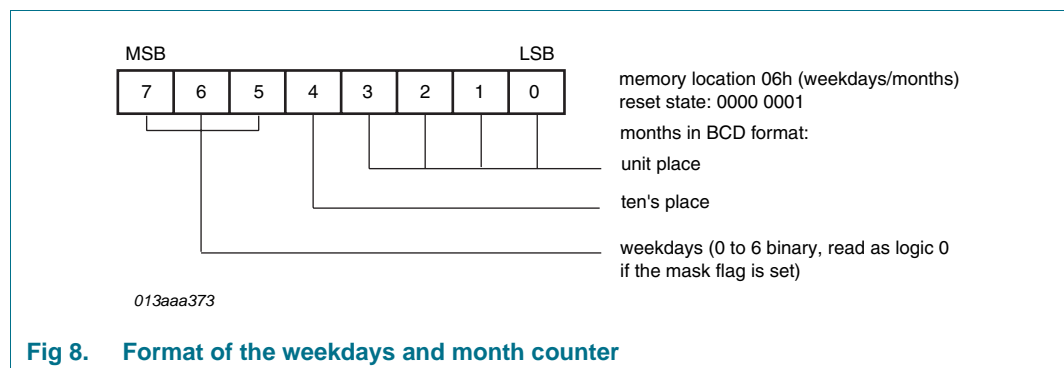 MSB LSB
7 6 5 4 3 2 1 0
memory location 06h (weekdays/months)
reset state: 0000 0001
months in BCD format:
unit place
ten's place
weekdays (0 to 6 binary, read as logic 0
if the mask flag is set)
013aaa373
Fig 8. Format of the weekdays and month counter